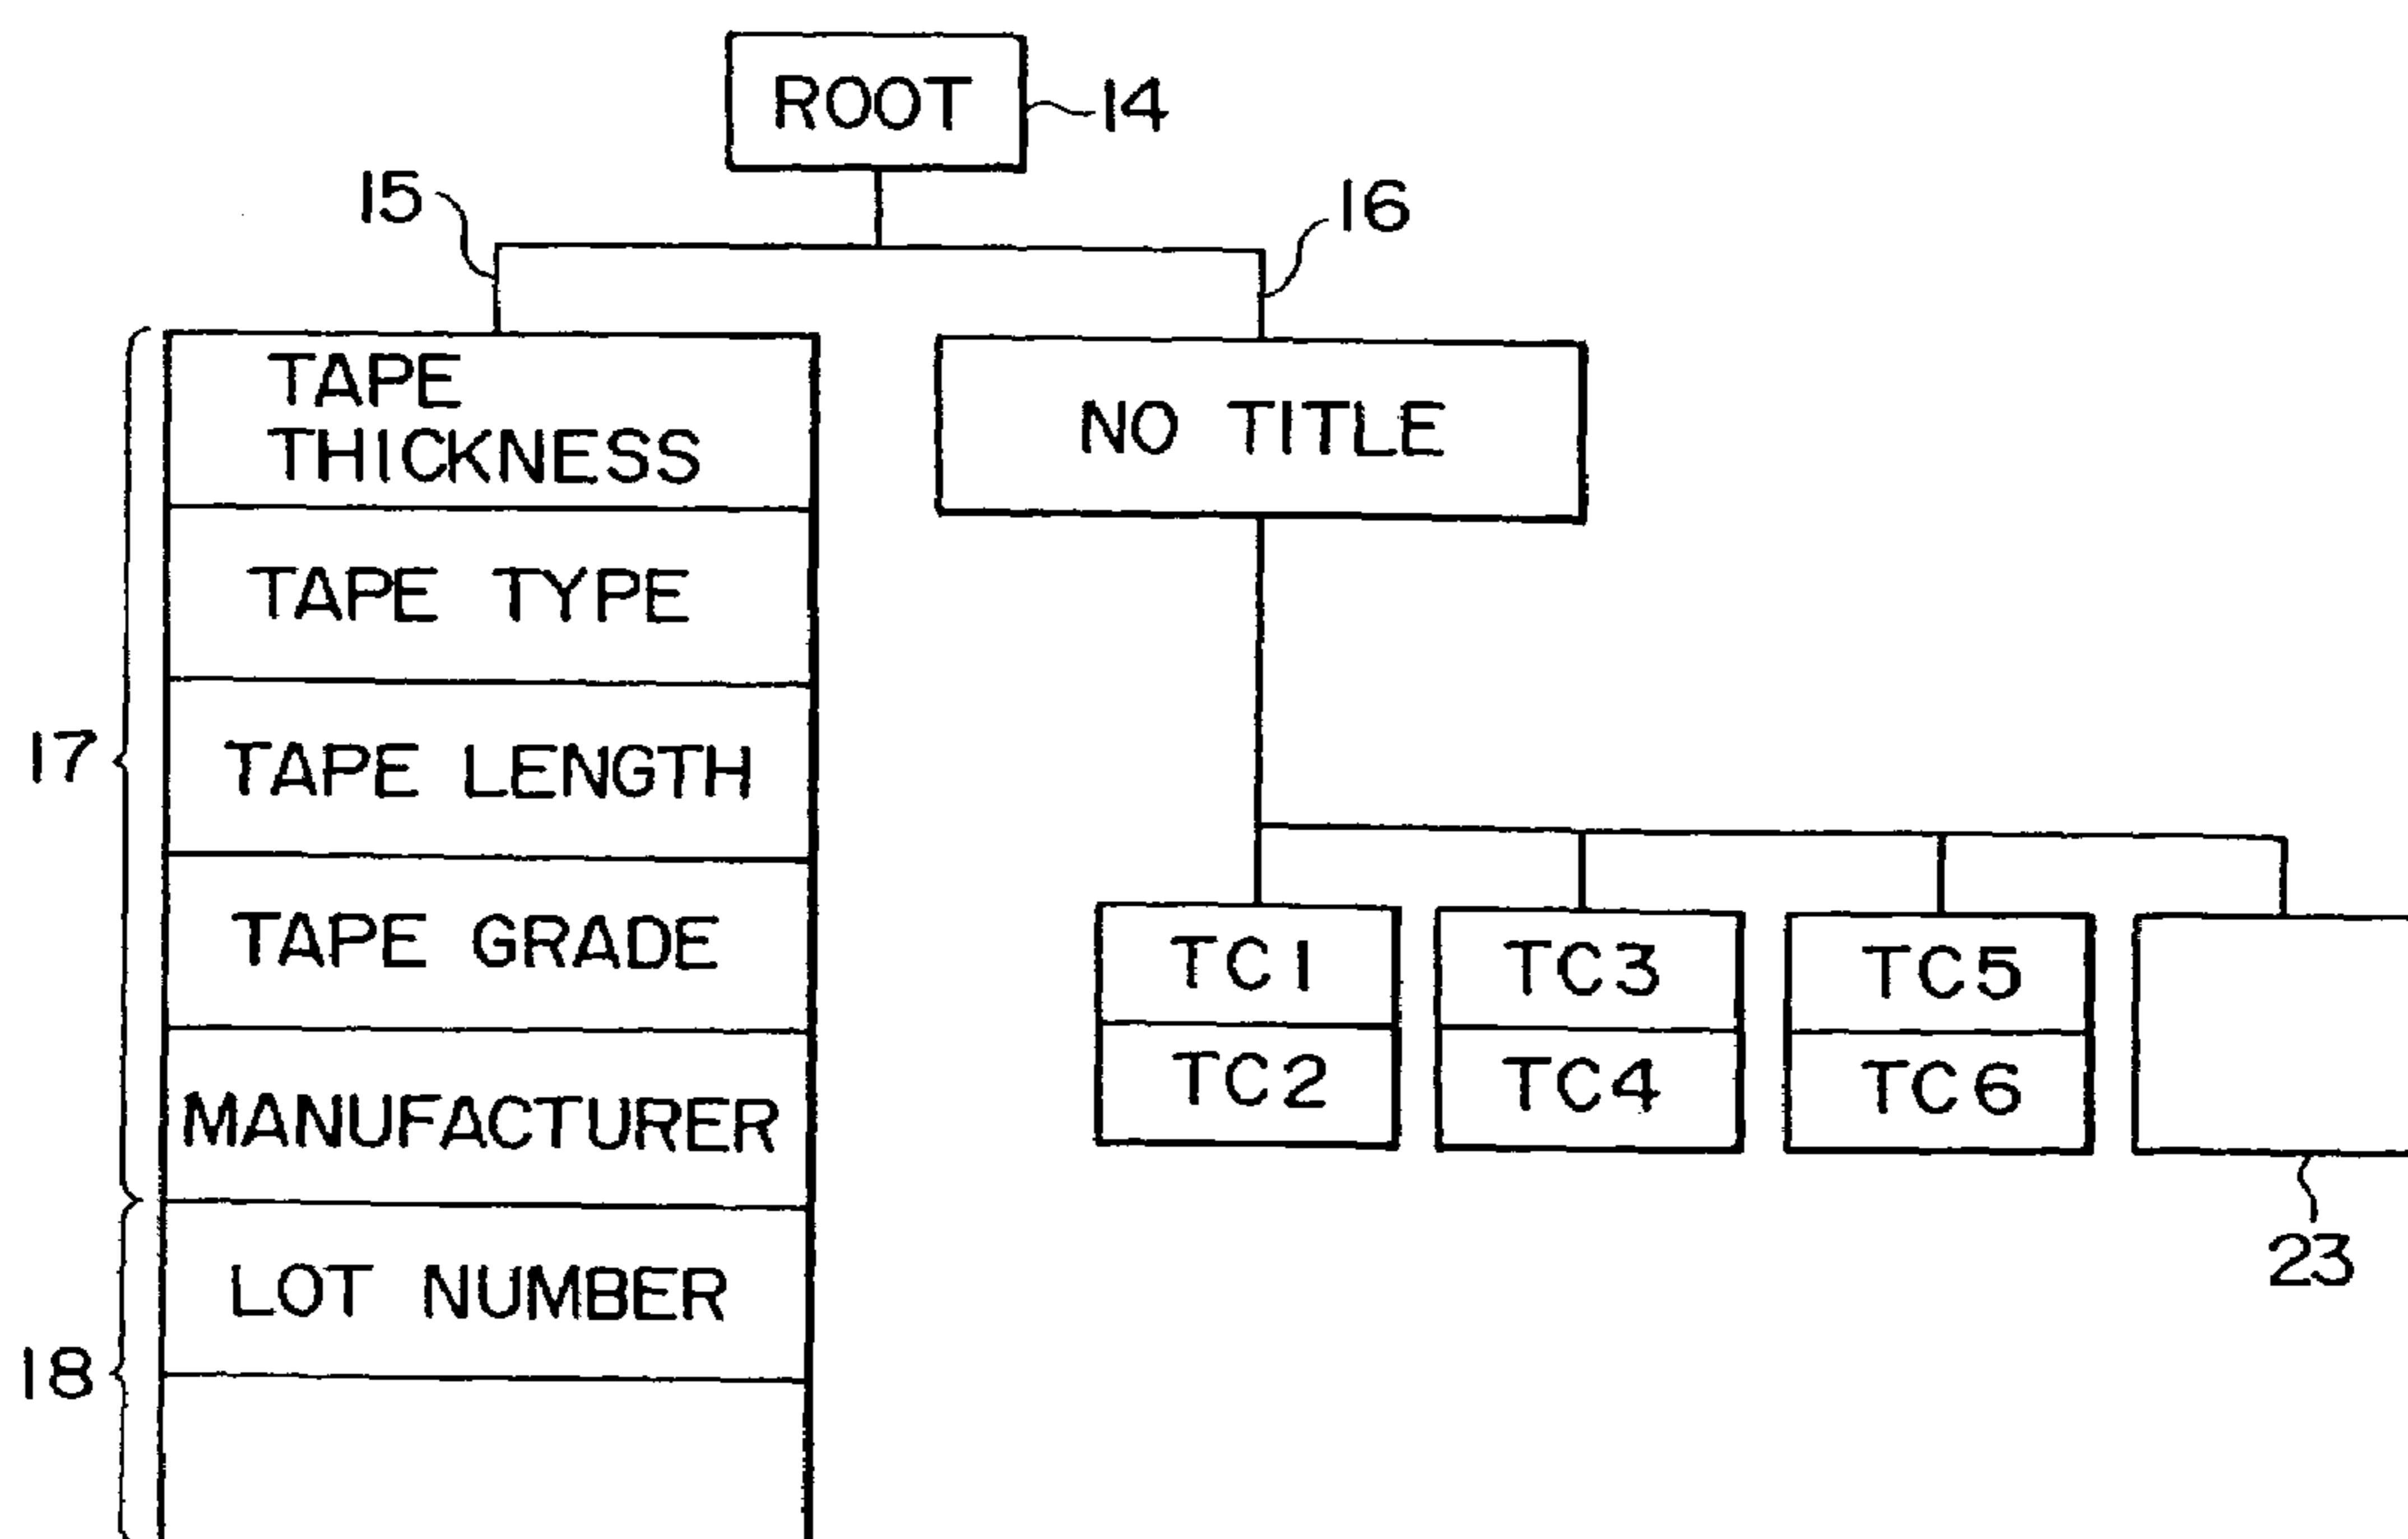 ROOT
14
15
16
TAPE
THICKNESS
NO TITLE
TAPE TYPE
17
TAPE LENGTH
TAPE GRADE
TC1
TC3
TC5
TC2
TC4
TC6
MANUFACTURER
23
LOT NUMBER
18